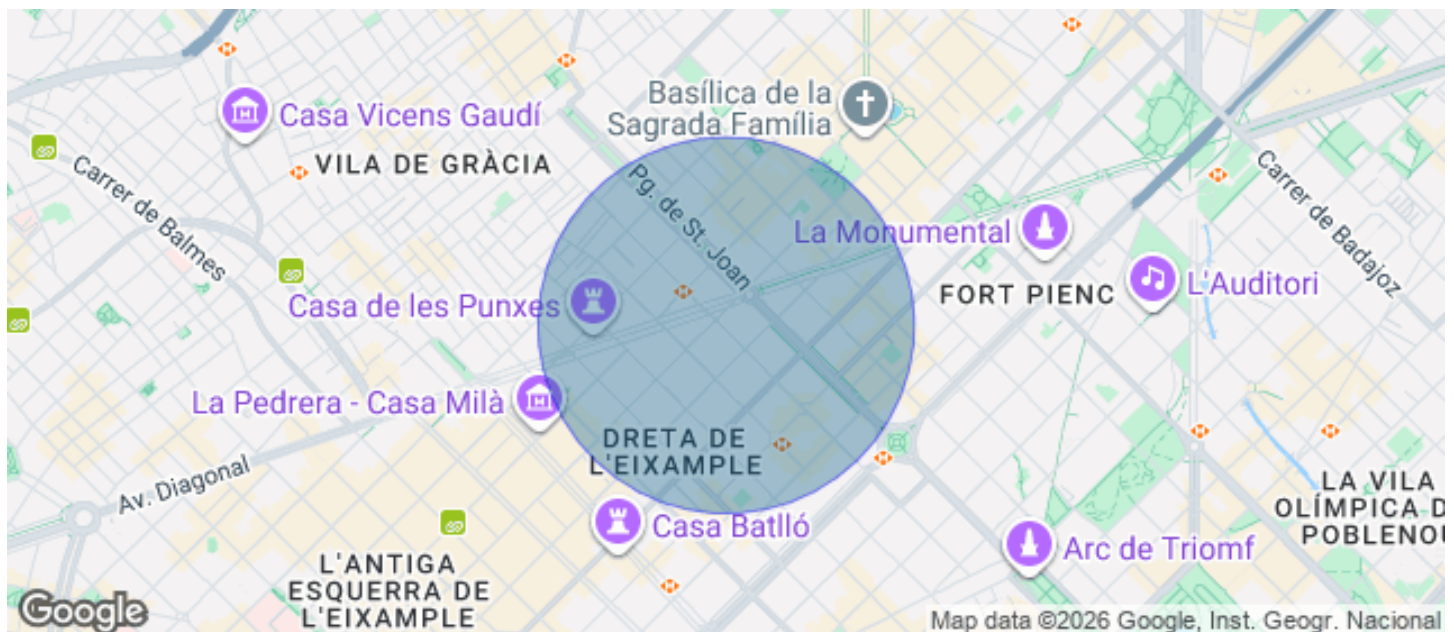 Basílica de la
Sagrada Família
Casa Vicens Gaudí
VILA DE GRÀCIA
Carrer de Balmes
Pg. de St. Joan
Carrer de Badajoz
La Monumental
L'Auditori
FORT PIENC
Casa de les Punxes
La Pedrera - Casa Milà
DRETA DE
L'EIXAMPLE
Av. Diagonal
LA VILA
OLÍMPICA D
POBLENOU
Casa Batlló
Arc de Triomf
L'ANTIGA
ESQUERRA DE
L'EIXAMPLE
Google
Map data ©2026 Google, Inst. Geogr. Nacional